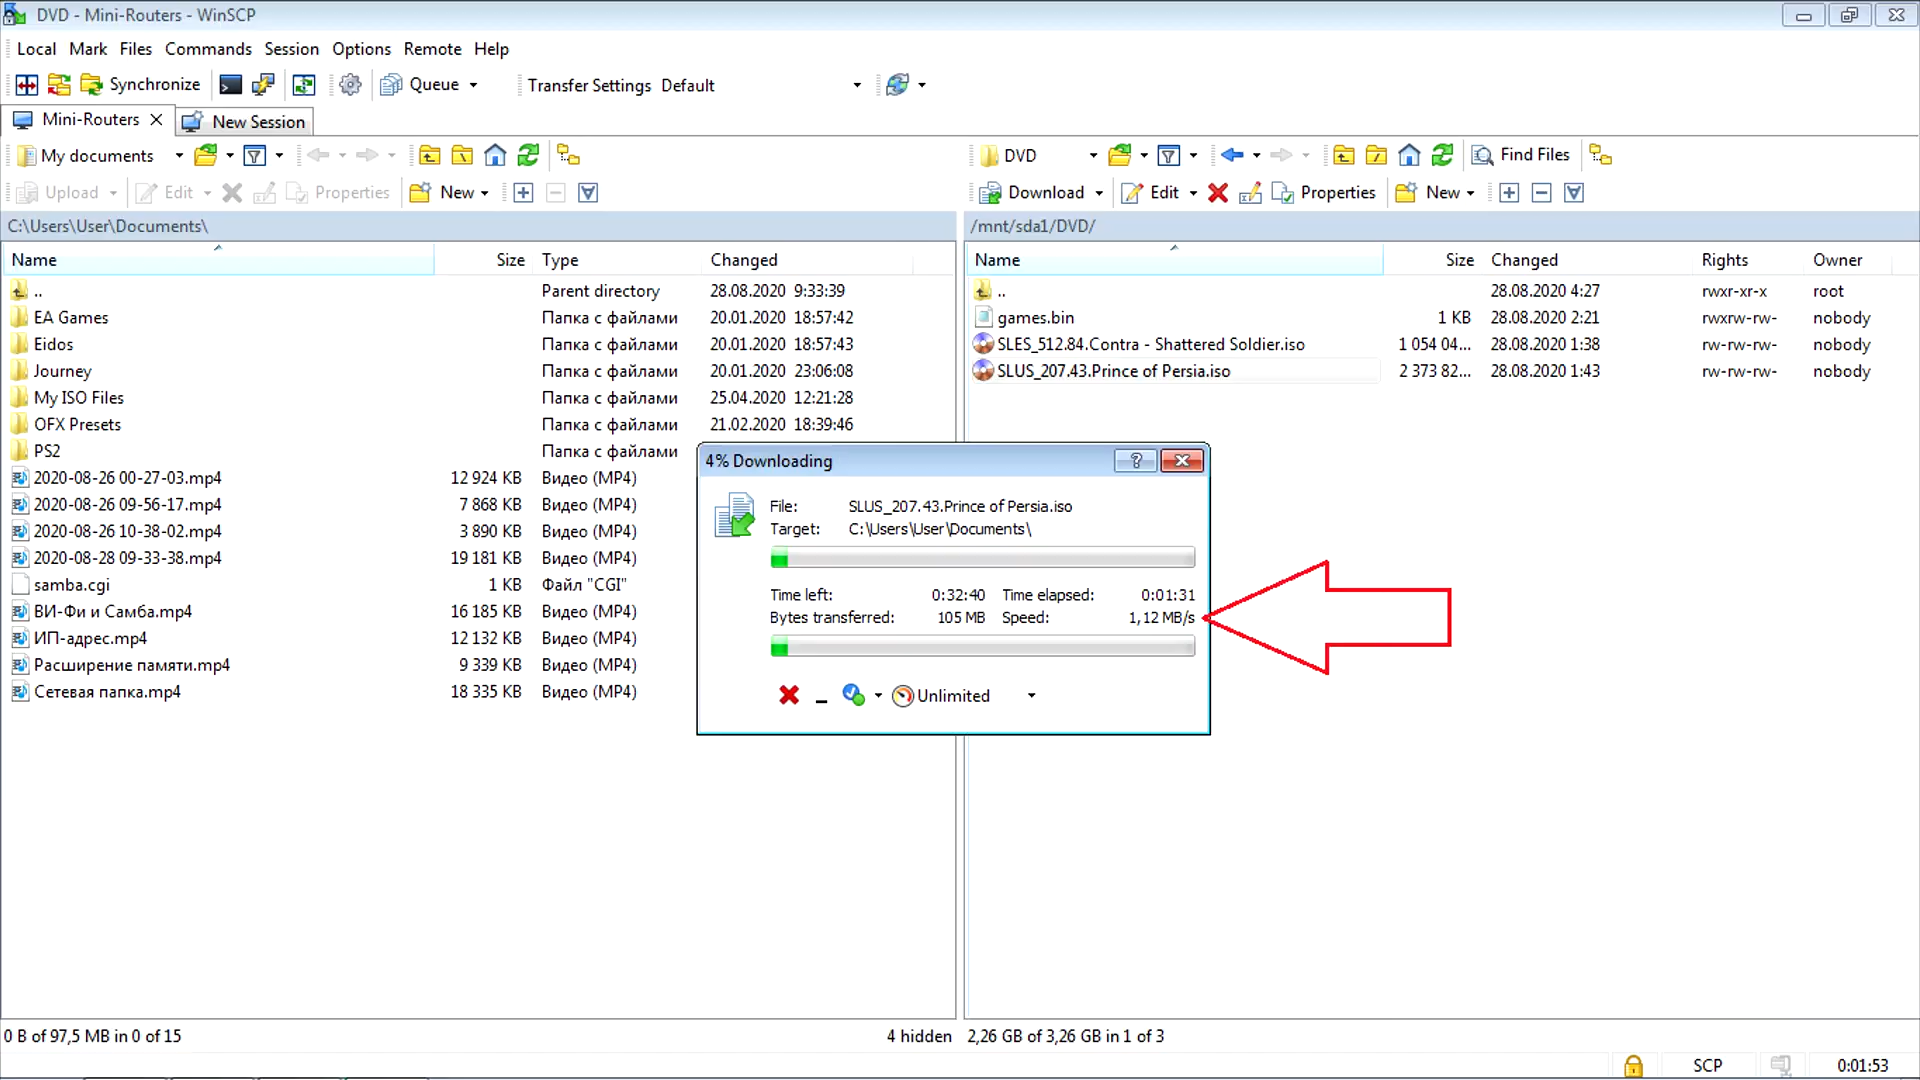 DVD - Mini-Routers - WinSCP
Local Mark Files Commands Session Options Remote Help
Synchronize Queue Transfer Settings Default
Mini-Routers New Session
My documents
Upload Edit Properties New
C:\Users\User\Documents\
Name Size Type Changed
.. Parent directory 28.08.2020 9:33:39
EA Games Папка с файлами 20.01.2020 18:57:42
Eidos Папка с файлами 20.01.2020 18:57:43
Journey Папка с файлами 20.01.2020 23:06:08
My ISO Files Папка с файлами 25.04.2020 12:21:28
OFX Presets Папка с файлами 21.02.2020 18:39:46
PS2 Папка с файлами
2020-08-26 00-27-03.mp4 12 924 KB Видео (MP4)
2020-08-26 09-56-17.mp4 7 868 KB Видео (MP4)
2020-08-26 10-38-02.mp4 3 890 KB Видео (MP4)
2020-08-28 09-33-38.mp4 19 181 KB Видео (MP4)
samba.cgi 1 KB Файл "CGI"
ВИ-Фи и Самба.mp4 16 185 KB Видео (MP4)
ИП-адрес.mp4 12 132 KB Видео (MP4)
Расширение памяти.mp4 9 339 KB Видео (MP4)
Сетевая папка.mp4 18 335 KB Видео (MP4)
0 B of 97,5 MB in 0 of 15 4 hidden
DVD Find Files
Download Edit Properties New
/mnt/sda1/DVD/
Name Size Changed Rights Owner
.. 28.08.2020 4:27 rwxr-xr-x root
games.bin 1 KB 28.08.2020 2:21 rwxrw-rw- nobody
SLES_512.84.Contra - Shattered Soldier.iso 1 054 04... 28.08.2020 1:38 rw-rw-rw- nobody
SLUS_207.43.Prince of Persia.iso 2 373 82... 28.08.2020 1:43 rw-rw-rw- nobody
2,26 GB of 3,26 GB in 1 of 3
4% Downloading
File: SLUS_207.43.Prince of Persia.iso
Target: C:\Users\User\Documents\
Time left: 0:32:40 Time elapsed: 0:01:31
Bytes transferred: 105 MB Speed: 1,12 MB/s
Unlimited
SCP 0:01:53